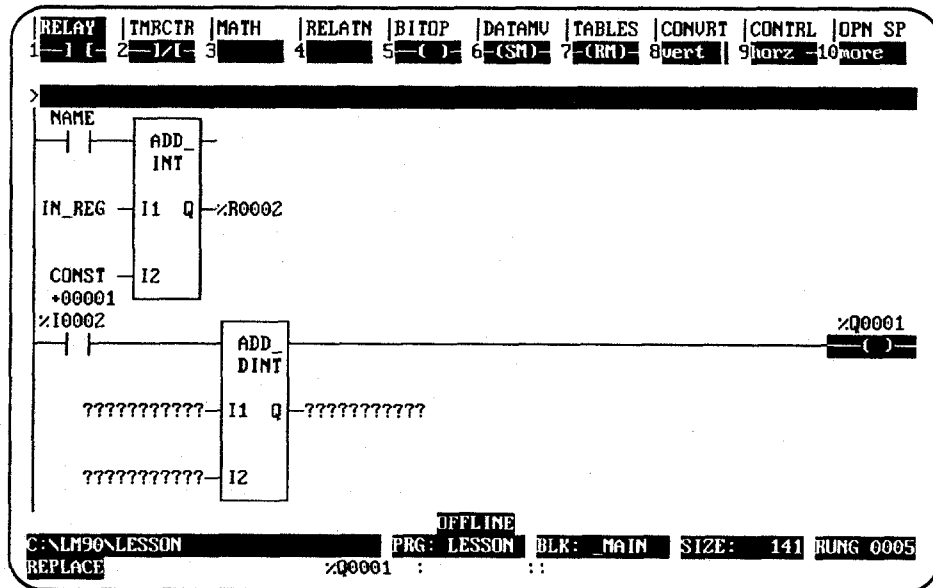 RELAY |TMRCTR |MATH |RELATN |BITOP |DATAMV |TABLES |CONVRT |CONTRL |OPN SP
1—] [— 2—]/[— 3 4 5—( )— 6—(SM)— 7—(RM)— 8vert | 9horz —10more
>
NAME
ADD_
INT
IN_REG I1 Q %R0002
CONST I2
+00001
%I0002 %Q0001
ADD_ —( )—
DINT
??????????? I1 Q ???????????
??????????? I2
OFFLINE
C:\LM90\LESSON PRG: LESSON BLK: _MAIN SIZE: 141 RUNG 0005
REPLACE %Q0001 : ::